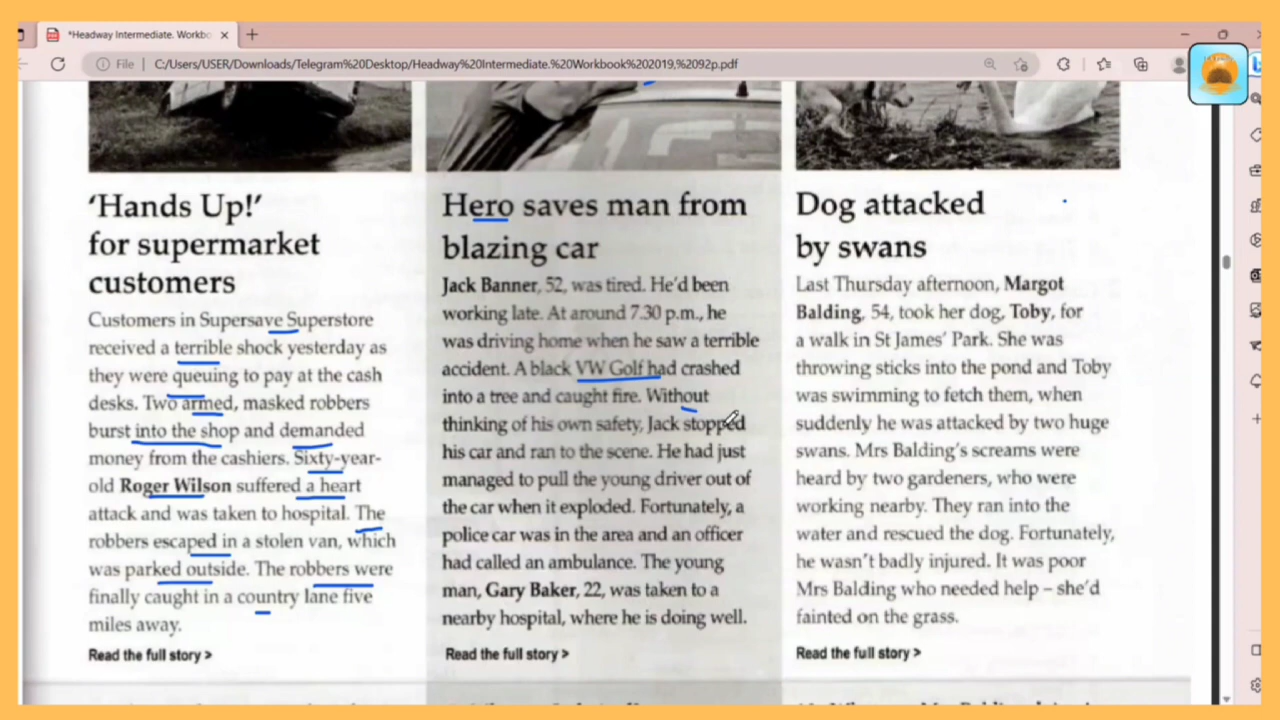 *Headway Intermediate. Workbo
File | C:/Users/USER/Downloads/Telegram%20Desktop/Headway%20Intermediate.%20Workbook%202019,%2092p.pdf
‘Hands Up!’
for supermarket
customers
Customers in Supersave Superstore
received a terrible shock yesterday as
they were queuing to pay at the cash
desks. Two armed, masked robbers
burst into the shop and demanded
money from the cashiers. Sixty-year-
old Roger Wilson suffered a heart
attack and was taken to hospital. The
robbers escaped in a stolen van, which
was parked outside. The robbers were
finally caught in a country lane five
miles away.
Read the full story >
Hero saves man from
blazing car
Jack Banner, 52, was tired. He’d been
working late. At around 7.30 p.m., he
was driving home when he saw a terrible
accident. A black VW Golf had crashed
into a tree and caught fire. Without
thinking of his own safety, Jack stopped
his car and ran to the scene. He had just
managed to pull the young driver out of
the car when it exploded. Fortunately, a
police car was in the area and an officer
had called an ambulance. The young
man, Gary Baker, 22, was taken to a
nearby hospital, where he is doing well.
Read the full story >
Dog attacked
by swans
Last Thursday afternoon, Margot
Balding, 54, took her dog, Toby, for
a walk in St James’ Park. She was
throwing sticks into the pond and Toby
was swimming to fetch them, when
suddenly he was attacked by two huge
swans. Mrs Balding’s screams were
heard by two gardeners, who were
working nearby. They ran into the
water and rescued the dog. Fortunately,
he wasn’t badly injured. It was poor
Mrs Balding who needed help – she’d
fainted on the grass.
Read the full story >